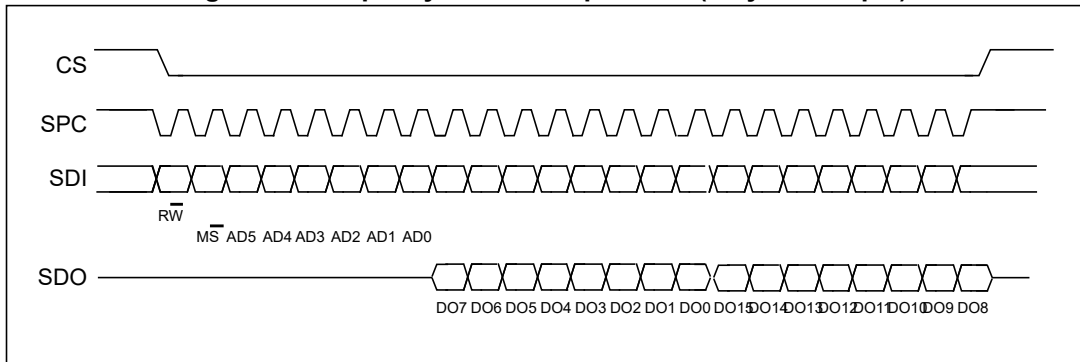 CS
SPC
SDI
RW
MS AD5 AD4 AD3 AD2 AD1 AD0
SDO
DO7 DO6 DO5 DO4 DO3 DO2 DO1 DO0 DO15 DO14 DO13 DO12 DO11 DO10 DO9 DO8